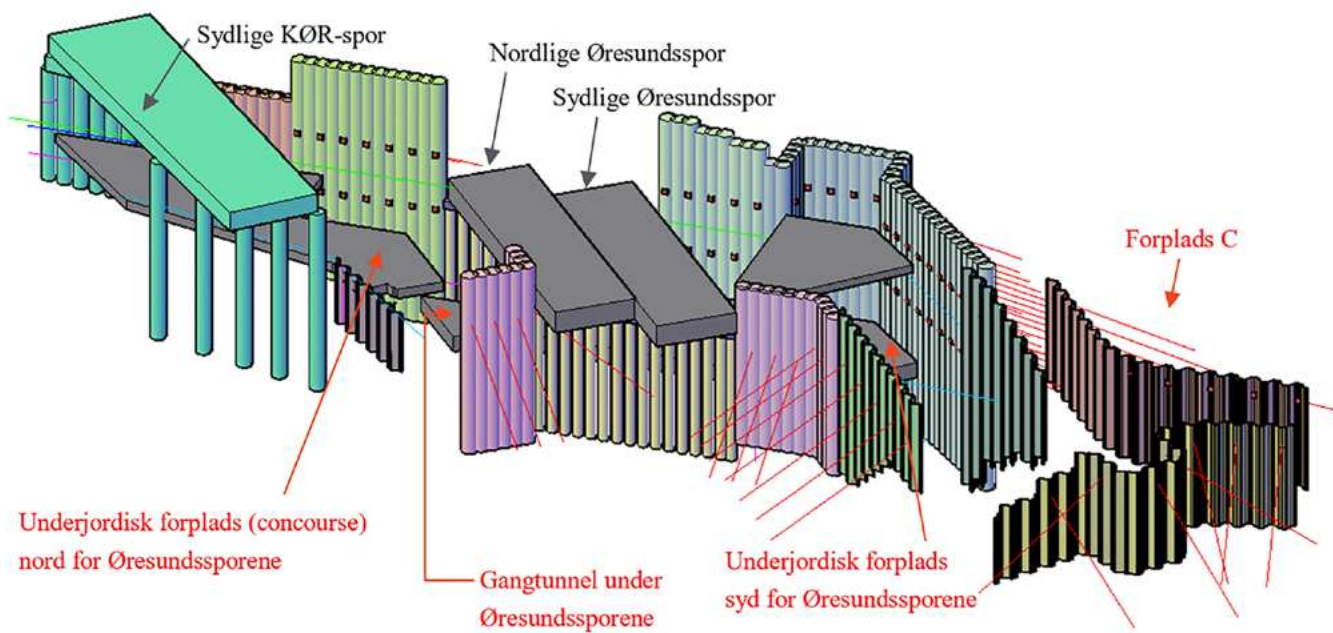 Sydlige KØR-spor
Nordlige Øresundsspor
Sydlige Øresundsspor
Forplads C
Underjordisk forplads (concourse)
nord for Øresundssporene
Gangtunnel under
Øresundssporene
Underjordisk forplads
syd for Øresundssporene